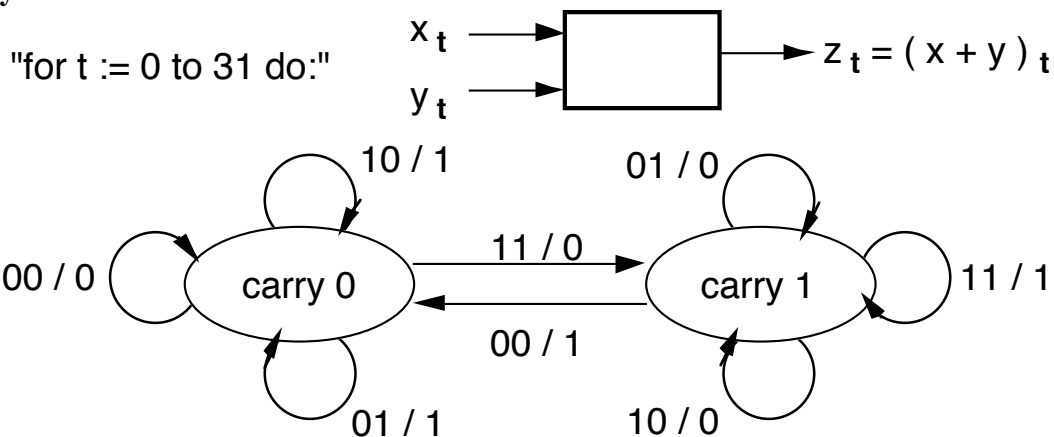 y
"for t := 0 to 31 do:"
x t
y t
z t = ( x + y ) t
10 / 1
01 / 0
00 / 0
carry 0
11 / 0
carry 1
11 / 1
00 / 1
01 / 1
10 / 0